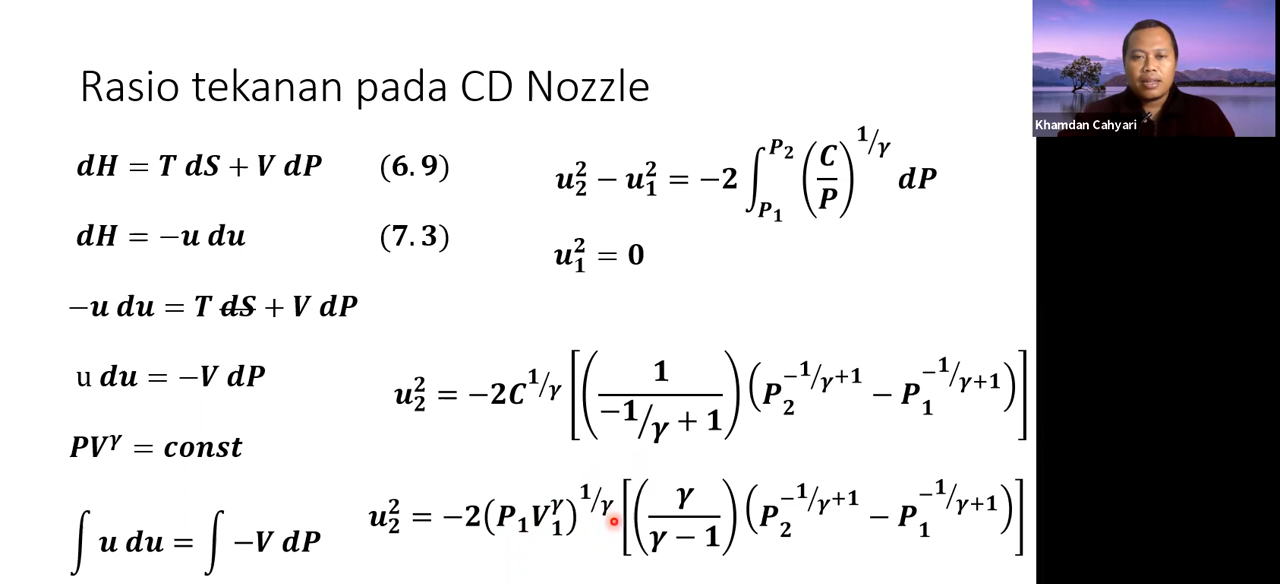 Rasio tekanan pada CD Nozzle
dH = T dS + V dP (6.9)
dH = −u du (7.3)
−u du = T dS + V dP
u du = −V dP
PV^γ = const
∫ u du = ∫ −V dP
u₂² − u₁² = −2 ∫_{P₁}^{P₂} (C/P)^{1/γ} dP
u₁² = 0
u₂² = −2C^{1/γ} [(1/(−1/γ + 1)) (P₂^{−1/γ+1} − P₁^{−1/γ+1})]
u₂² = −2(P₁V₁^γ)^{1/γ} [(γ/(γ − 1)) (P₂^{−1/γ+1} − P₁^{−1/γ+1})]
Khamdan Cahyari